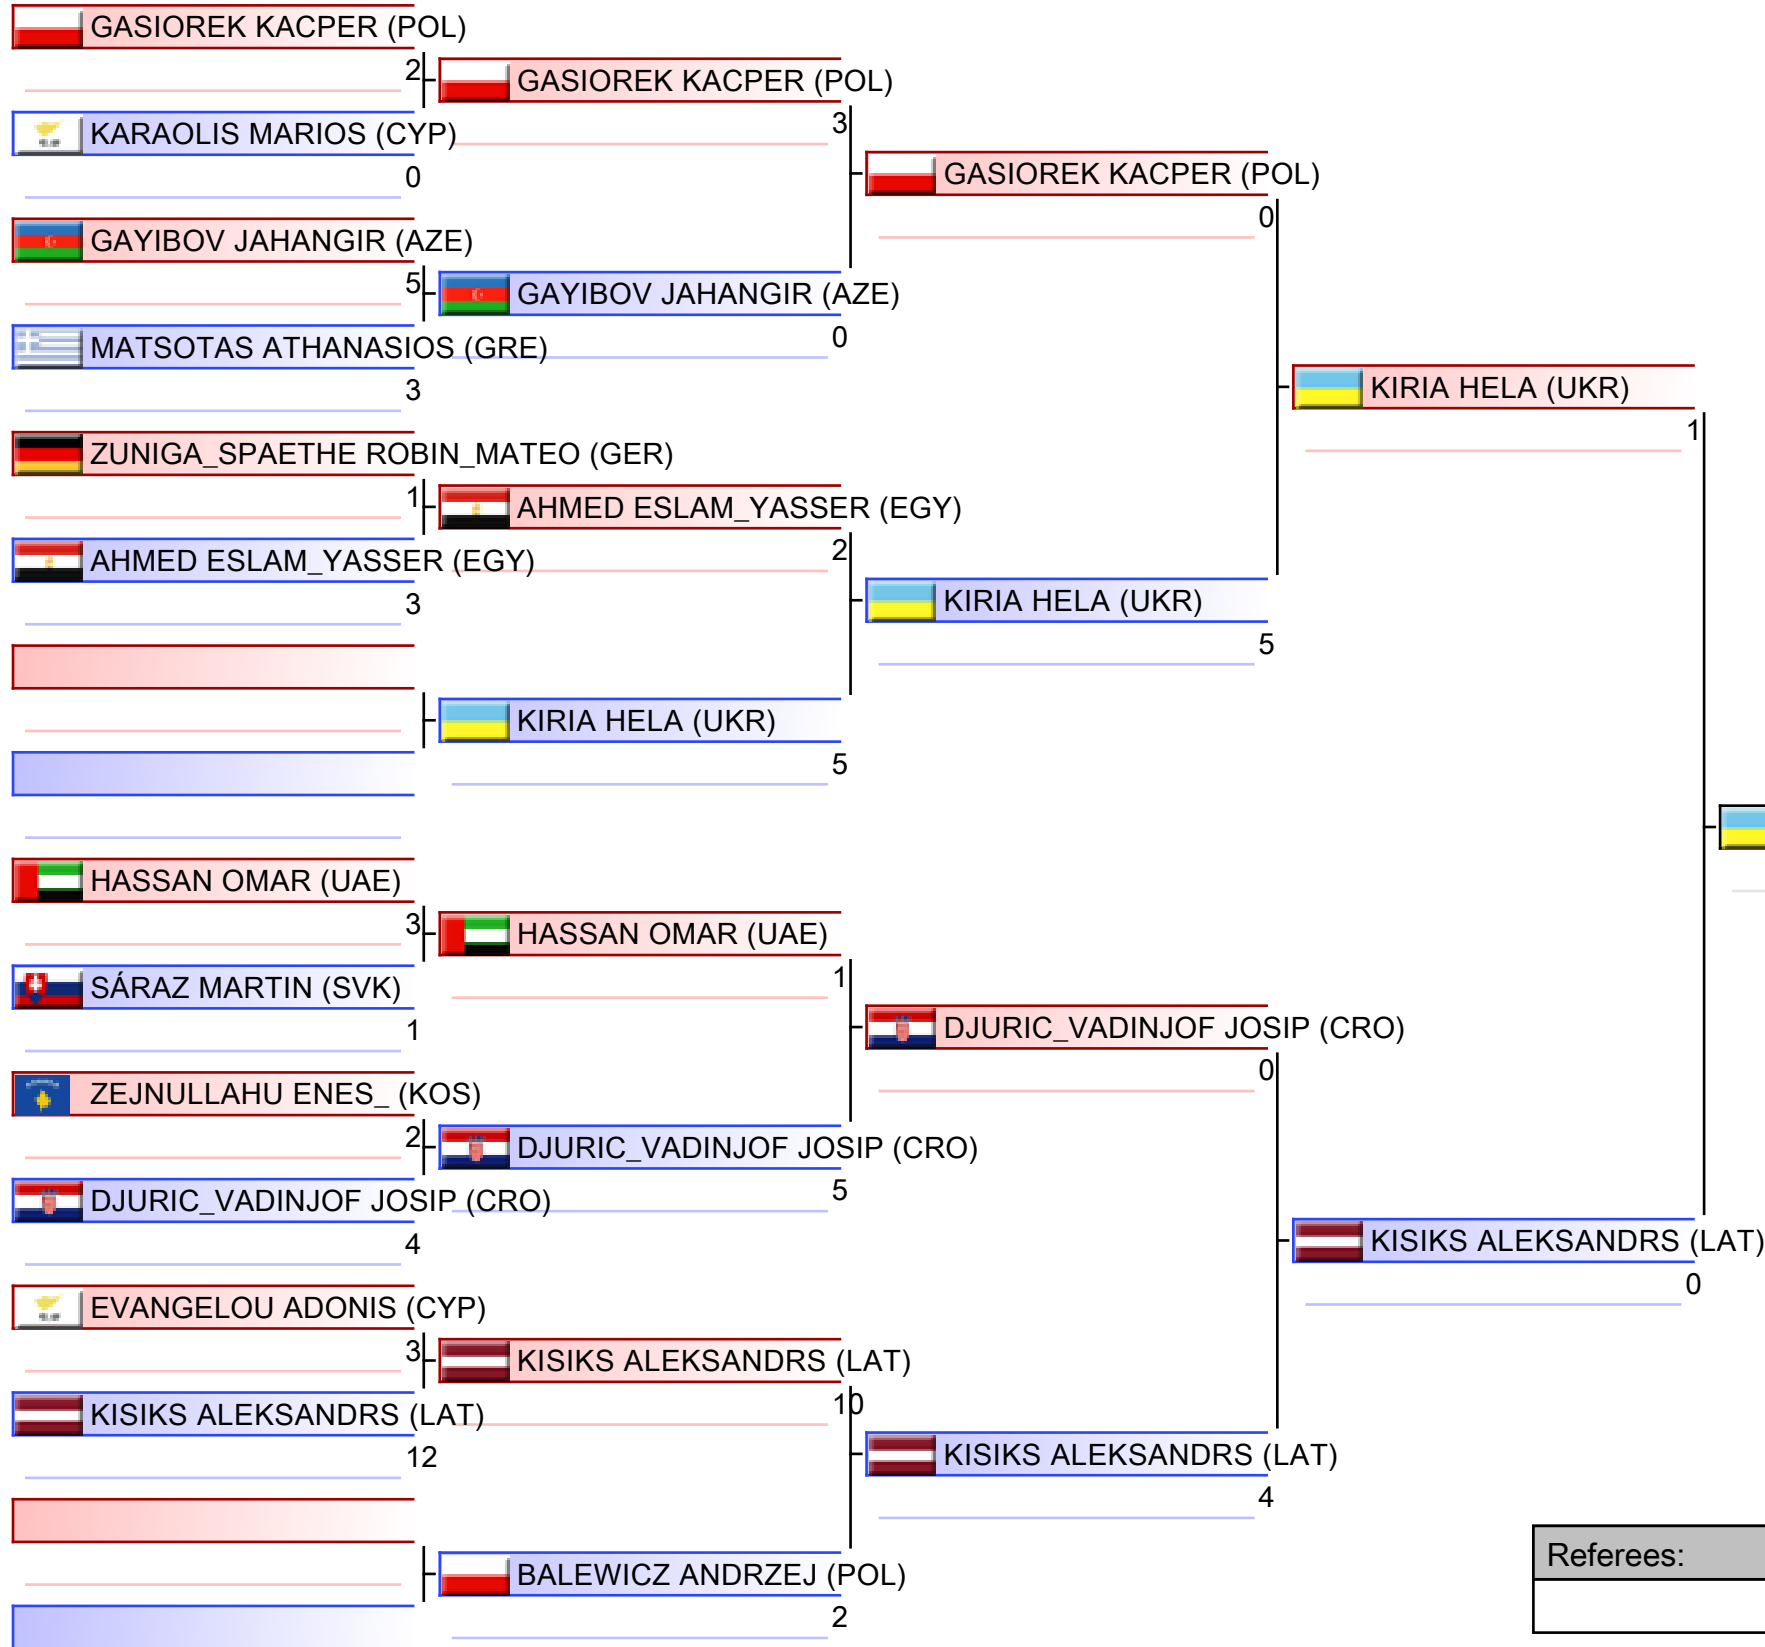 GASIOREK KACPER (POL)
2
KARAOLIS MARIOS (CYP)
0
GAYIBOV JAHANGIR (AZE)
5
MATSOTAS ATHANASIOS (GRE)
3
ZUNIGA_SPAETHE ROBIN_MATEO (GER)
1
AHMED ESLAM_YASSER (EGY)
3
HASSAN OMAR (UAE)
3
SÁRAZ MARTIN (SVK)
1
ZEJNULLAHU ENES_ (KOS)
2
DJURIC_VADINJOF JOSIP (CRO)
4
EVANGELOU ADONIS (CYP)
3
KISIKS ALEKSANDRS (LAT)
12
GASIOREK KACPER (POL)
3
GAYIBOV JAHANGIR (AZE)
0
AHMED ESLAM_YASSER (EGY)
2
KIRIA HELA (UKR)
5
HASSAN OMAR (UAE)
1
DJURIC_VADINJOF JOSIP (CRO)
5
KISIKS ALEKSANDRS (LAT)
10
BALEWICZ ANDRZEJ (POL)
2
GASIOREK KACPER (POL)
0
KIRIA HELA (UKR)
5
DJURIC_VADINJOF JOSIP (CRO)
0
KISIKS ALEKSANDRS (LAT)
4
KIRIA HELA (UKR)
1
KISIKS ALEKSANDRS (LAT)
0
Referees: